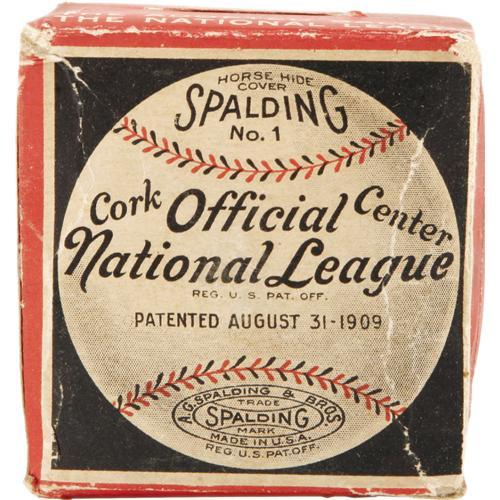 THE NATIONAL
HORSE HIDE
COVER
SPALDING
No. 1
Cork Official Center
National League
REG. U. S. PAT. OFF.
PATENTED AUGUST 31-1909
A.G. SPALDING & BROS
TRADE
SPALDING
MARK
MADE IN U.S.A.
REG. U.S. PAT. OFF.